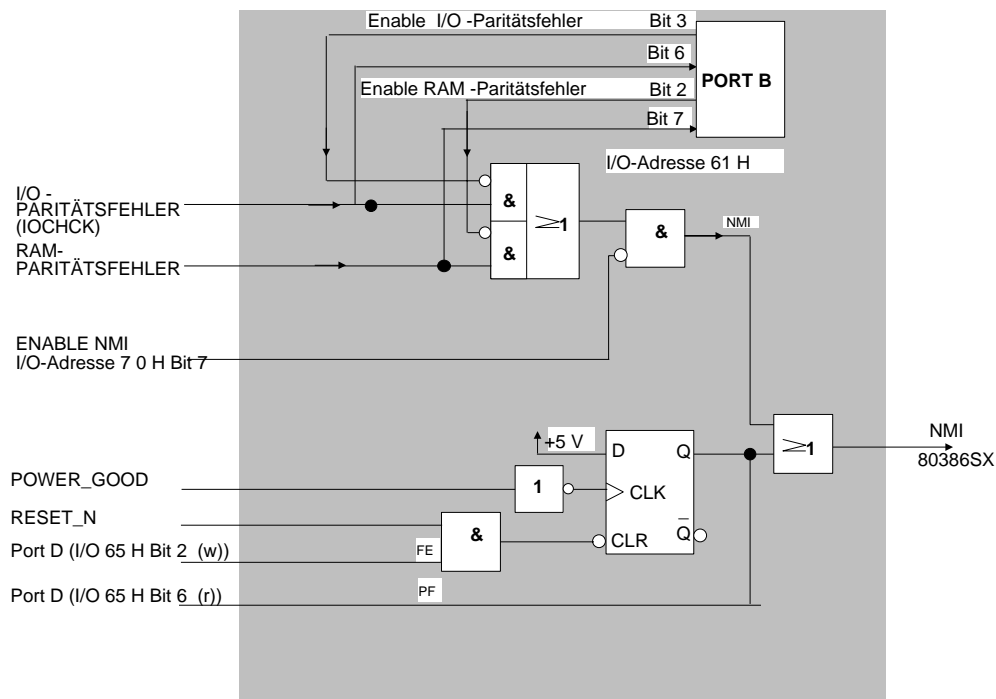 Enable I/O -Paritätsfehler Bit 3
Bit 6
PORT B
Enable RAM -Paritätsfehler Bit 2
Bit 7
I/O-Adresse 61 H
I/O -
PARITÄTSFEHLER
(IOCHCK)
&
≥1
&
NMI
RAM-
PARITÄTSFEHLER
&
ENABLE NMI
I/O-Adresse 7 0 H Bit 7
+5 V
D Q
≥1
NMI
80386SX
POWER_GOOD
1
CLK
RESET_N
&
CLR
Q̅
Port D (I/O 65 H Bit 2 (w))
FE
Port D (I/O 65 H Bit 6 (r))
PF